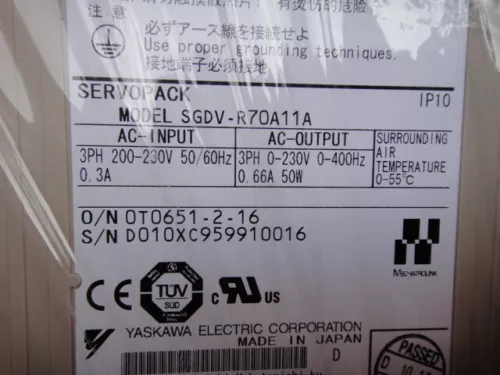 注意
必ずアース線を接続せよ
Use proper grounding techniques.
接地端子必须接地
SERVOPACK
IP10
MODEL SGDV-R70A11A
AC-INPUT AC-OUTPUT SURROUNDING AIR TEMPERATURE
3PH 200-230V 50/60Hz 3PH 0-230V 0-400Hz 0-55℃
0.3A 0.66A 50W
O/N 0T0651-2-16
S/N D010XC959910016
MECHATROLINK
CE TÜV SÜD c RU US
YASKAWA ELECTRIC CORPORATION
MADE IN JAPAN D
PASSED
D